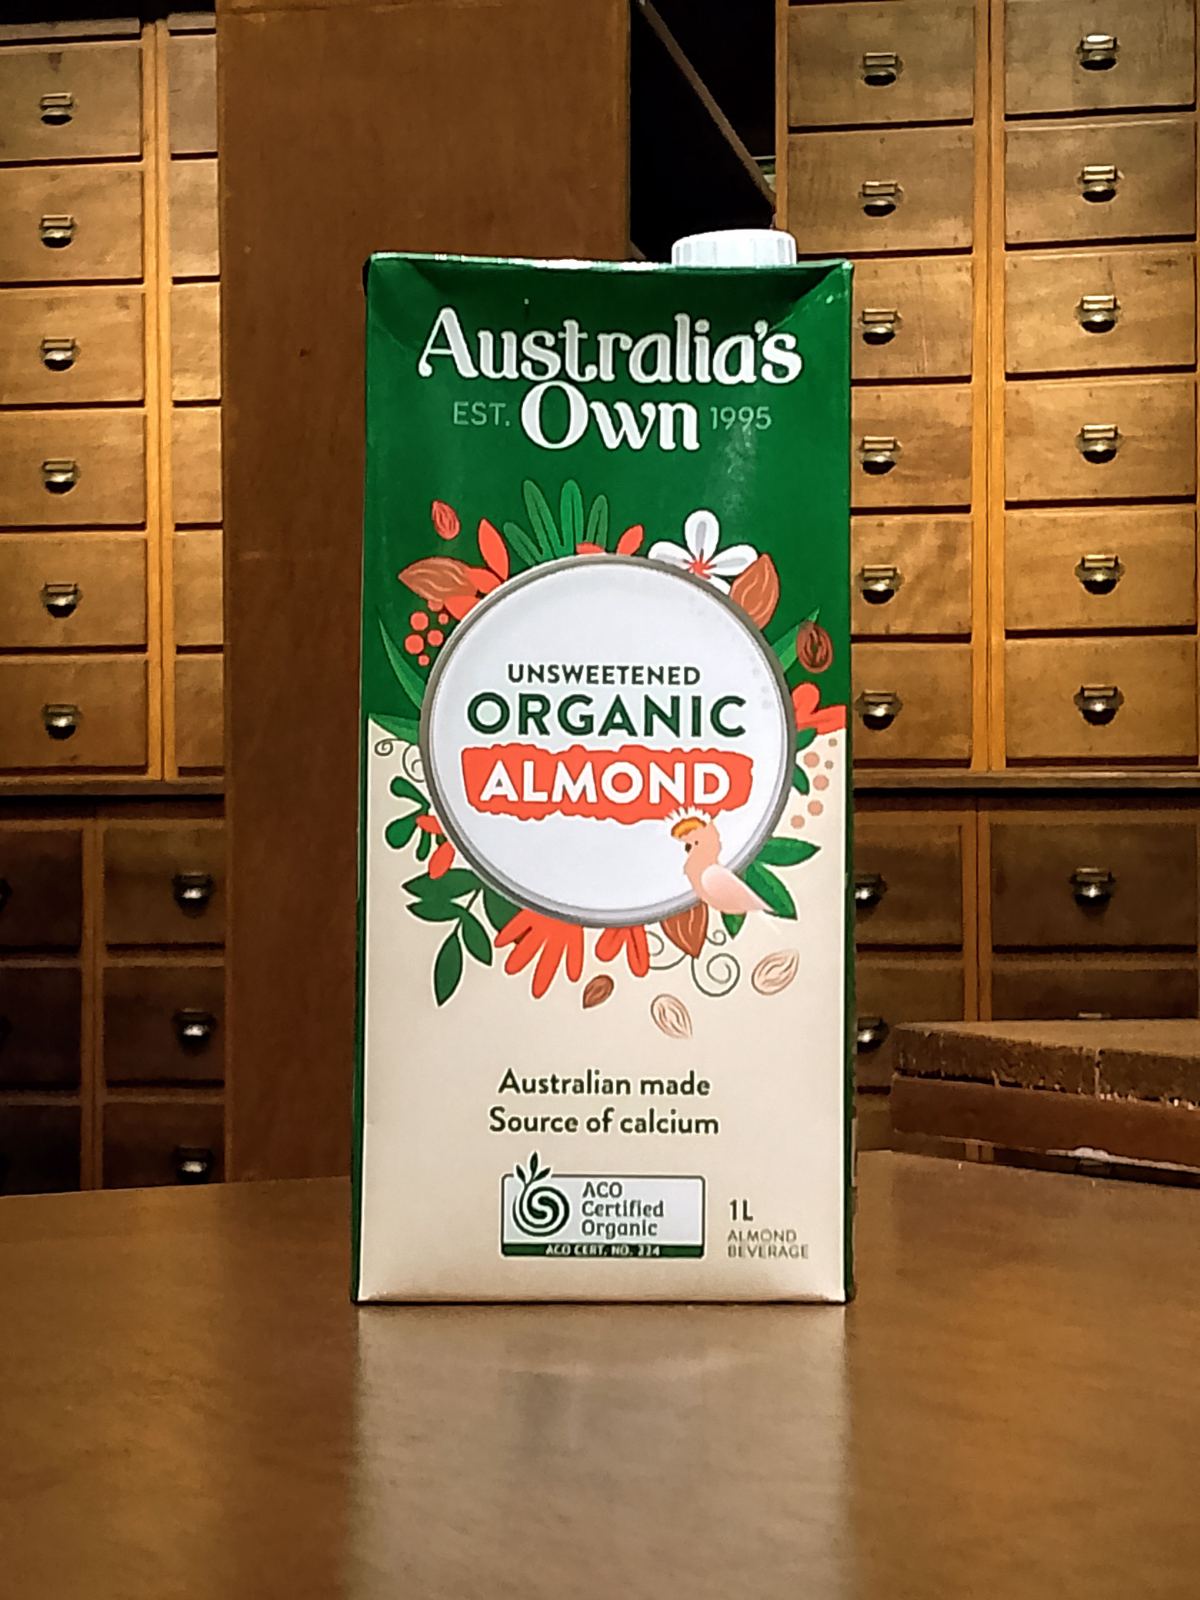 Australia's
EST. Own 1995
UNSWEETENED
ORGANIC
ALMOND
Australian made
Source of calcium
ACO
Certified
Organic
ACO CERT. NO. 224
1L
ALMOND
BEVERAGE